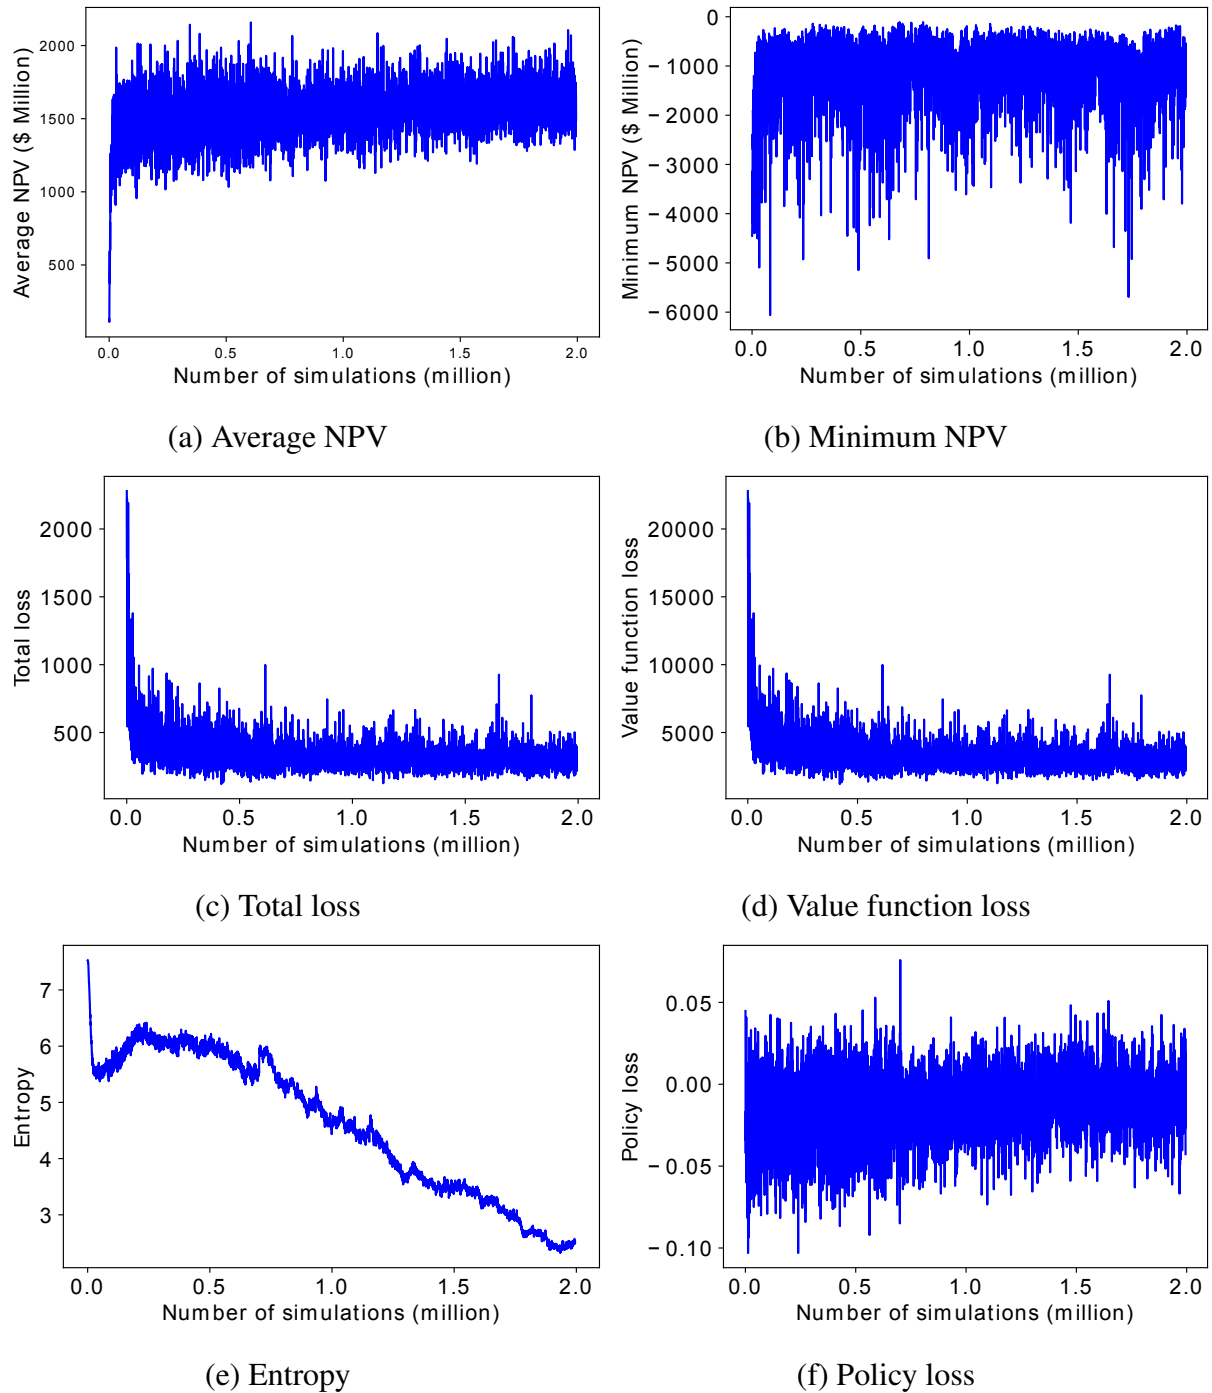 Average NPV ($ Million)
2000
1500
1000
500
0.0 0.5 1.0 1.5 2.0
Number of simulations (million)
(a) Average NPV
Minimum NPV ($ Million)
0
−1000
−2000
−3000
−4000
−5000
−6000
0.0 0.5 1.0 1.5 2.0
Number of simulations (million)
(b) Minimum NPV
Total loss
2000
1500
1000
500
0.0 0.5 1.0 1.5 2.0
Number of simulations (million)
(c) Total loss
Value function loss
20000
15000
10000
5000
0.0 0.5 1.0 1.5 2.0
Number of simulations (million)
(d) Value function loss
Entropy
7
6
5
4
3
0.0 0.5 1.0 1.5 2.0
Number of simulations (million)
(e) Entropy
Policy loss
0.05
0.00
−0.05
−0.10
0.0 0.5 1.0 1.5 2.0
Number of simulations (million)
(f) Policy loss